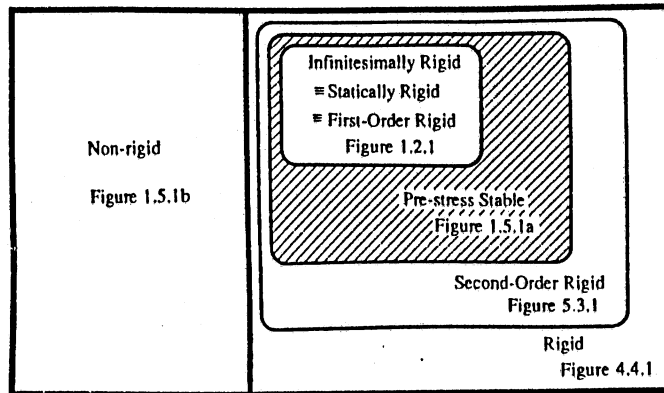 Non-rigid
Figure 1.5.1b
Infinitesimally Rigid
≡ Statically Rigid
≡ First-Order Rigid
Figure 1.2.1
Pre-stress Stable
Figure 1.5.1a
Second-Order Rigid
Figure 5.3.1
Rigid
Figure 4.4.1